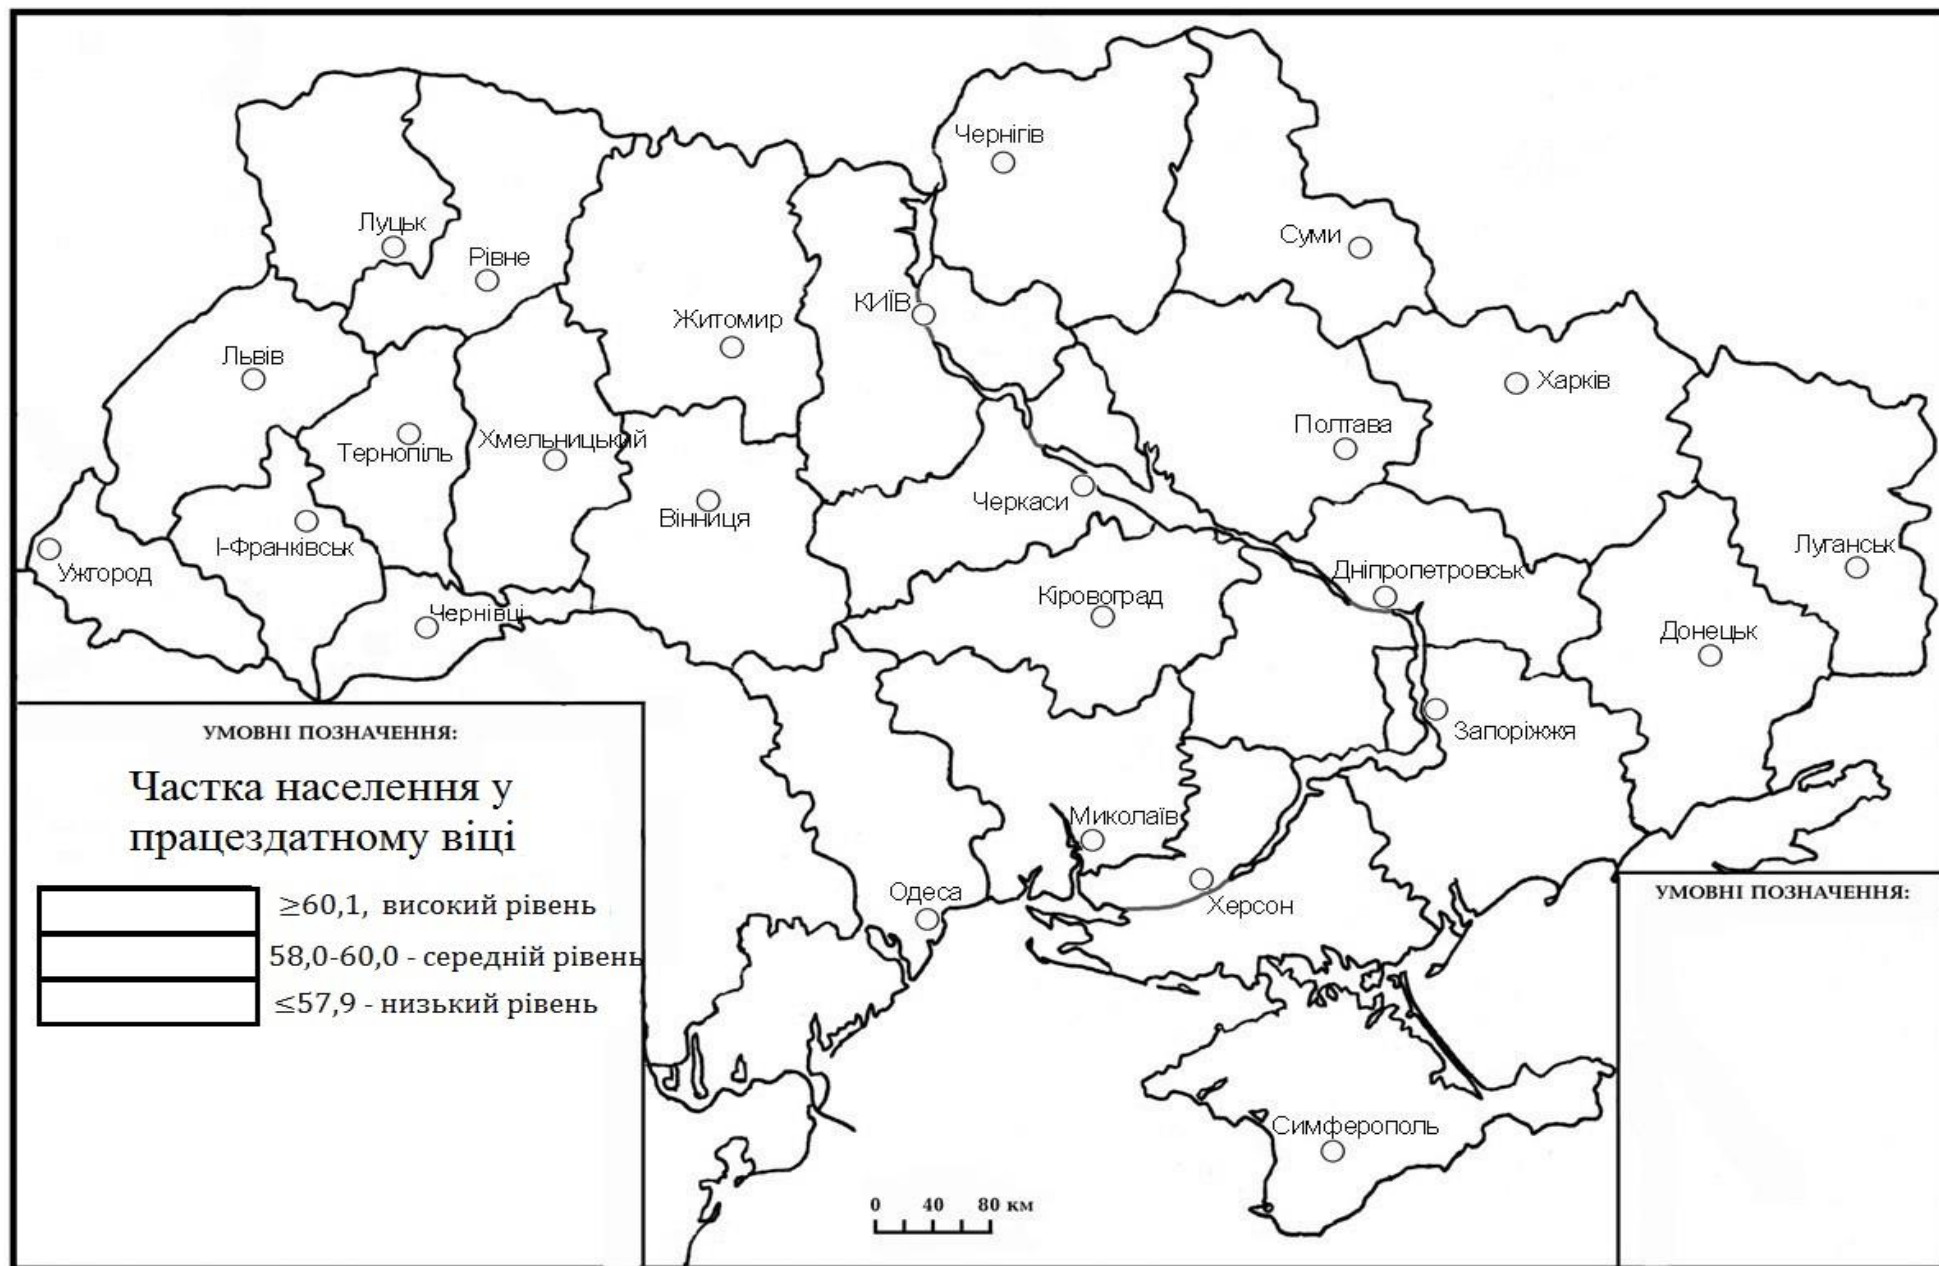 Чернігів
Луцьк
Суми
Рівне
КИЇВ
Житомир
Львів
Харків
Полтава
Хмельницький
Тернопіль
Черкаси
Вінниця
І-Франківськ
Луганськ
Ужгород
Дніпропетровськ
Кіровоград
Чернівці
Донецьк
Запоріжжя
УМОВНІ ПОЗНАЧЕННЯ:
Частка населення у
працездатному віці
≥60,1, високий рівень
58,0-60,0 - середній рівень
≤57,9 - низький рівень
Миколаїв
Одеса
Херсон
УМОВНІ ПОЗНАЧЕННЯ:
Симферополь
0 40 80 км